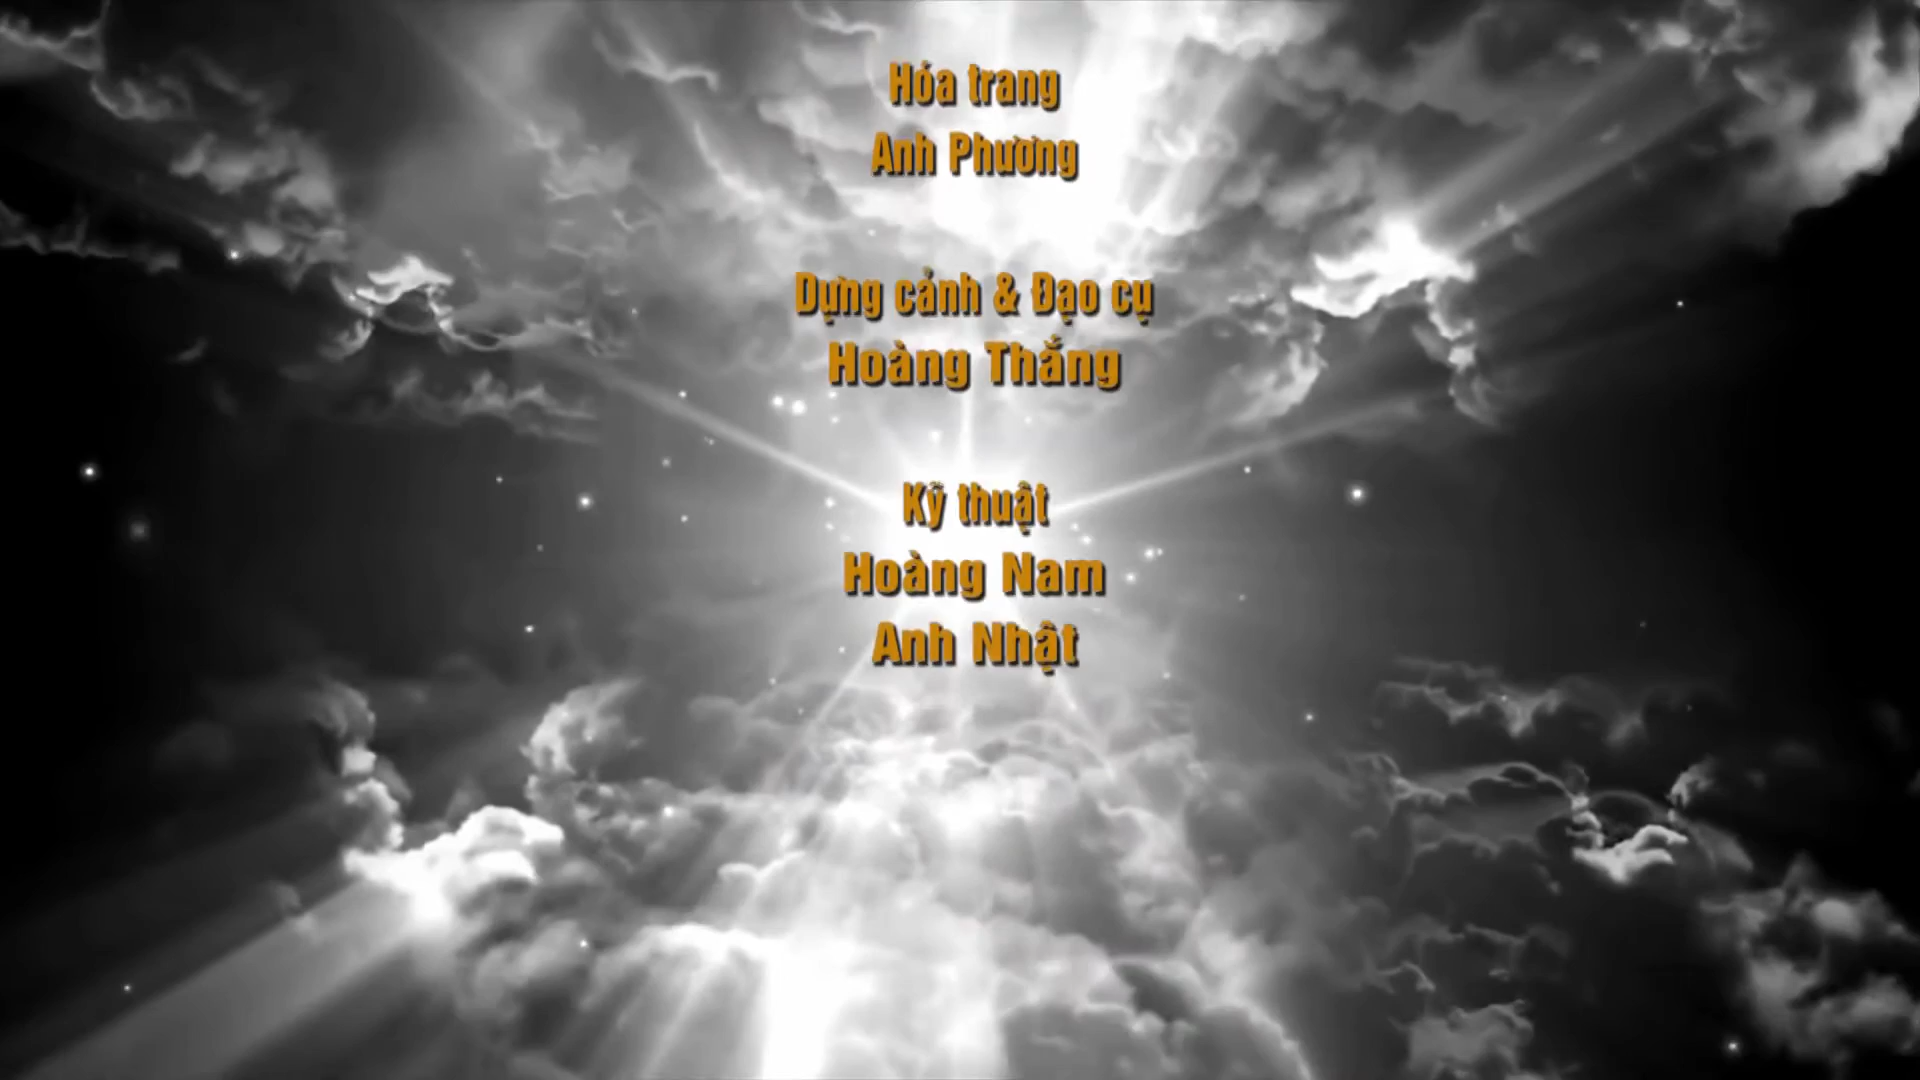 Hóa trang
Anh Phương
Dựng cảnh & Đạo cụ
Hoàng Thắng
Kỹ thuật
Hoàng Nam
Anh Nhật